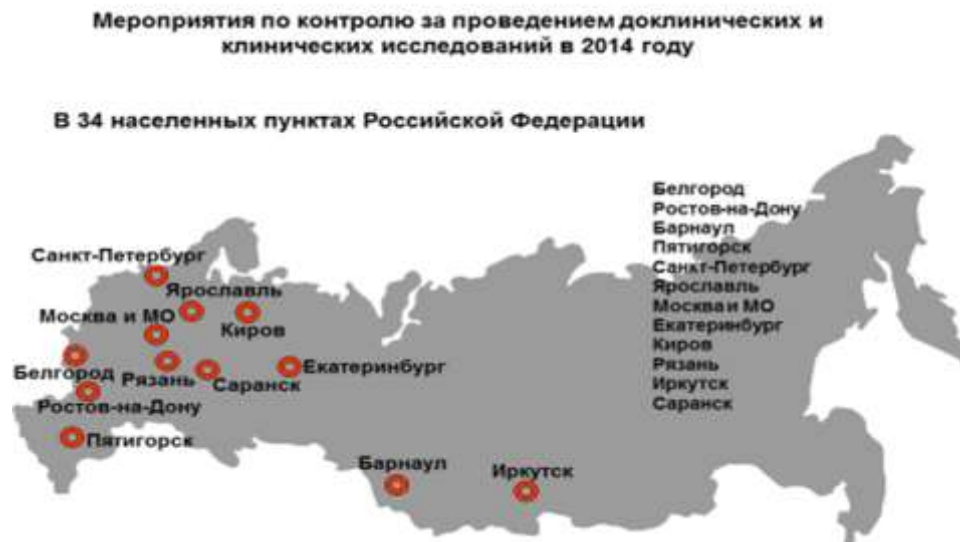 Мероприятия по контролю за проведением доклинических и
клинических исследований в 2014 году
В 34 населенных пунктах Российской Федерации
Белгород
Ростов-на-Дону
Барнаул
Пятигорск
Санкт-Петербург
Ярославль
Москва и МО
Екатеринбург
Киров
Рязань
Иркутск
Саранск
Санкт-Петербург
Ярославль
Москва и МО
Киров
Белгород
Рязань
Саранск
Екатеринбург
Ростов-на-Дону
Пятигорск
Барнаул
Иркутск